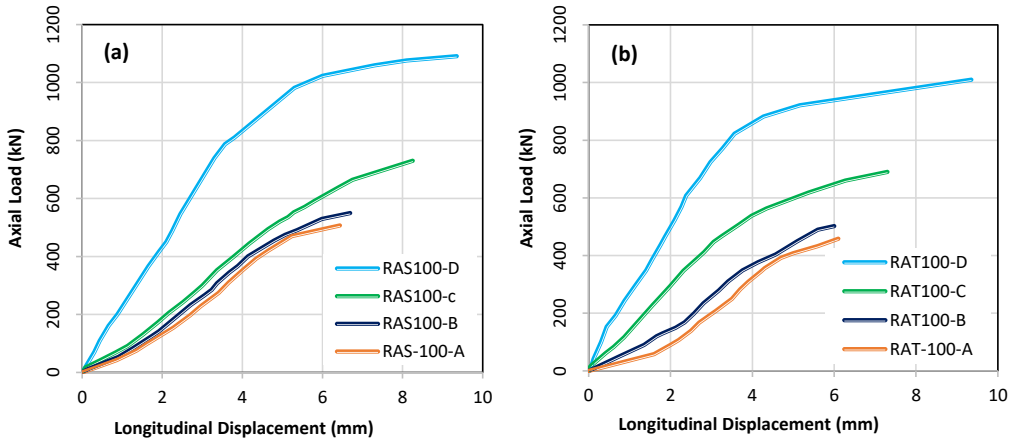 (a)
Axial Load (kN)
1200
1000
800
600
400
200
0
0 2 4 6 8 10
Longitudinal Displacement (mm)
RAS100-D
RAS100-c
RAS100-B
RAS-100-A
(b)
Axial Load (kN)
1200
1000
800
600
400
200
0
0 2 4 6 8 10
Longitudinal Displacement (mm)
RAT100-D
RAT100-C
RAT100-B
RAT-100-A